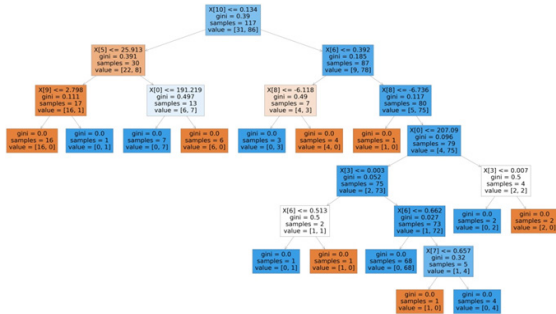 X[10] <= 0.134
gini = 0.39
samples = 117
value = [31, 86]
X[5] <= 25.913
gini = 0.391
samples = 30
value = [22, 8]
X[6] <= 0.392
gini = 0.185
samples = 87
value = [9, 78]
X[9] <= 2.798
gini = 0.111
samples = 17
value = [16, 1]
X[0] <= 191.219
gini = 0.497
samples = 13
value = [6, 7]
X[8] <= -6.118
gini = 0.49
samples = 7
value = [4, 3]
X[8] <= -6.736
gini = 0.117
samples = 80
value = [5, 75]
gini = 0.0
samples = 16
value = [16, 0]
gini = 0.0
samples = 1
value = [0, 1]
gini = 0.0
samples = 7
value = [0, 7]
gini = 0.0
samples = 6
value = [6, 0]
gini = 0.0
samples = 3
value = [0, 3]
gini = 0.0
samples = 4
value = [4, 0]
gini = 0.0
samples = 1
value = [1, 0]
X[0] <= 207.09
gini = 0.096
samples = 79
value = [4, 75]
X[3] <= 0.003
gini = 0.052
samples = 75
value = [2, 73]
X[3] <= 0.007
gini = 0.5
samples = 4
value = [2, 2]
X[6] <= 0.513
gini = 0.5
samples = 2
value = [1, 1]
X[6] <= 0.662
gini = 0.027
samples = 73
value = [1, 72]
gini = 0.0
samples = 2
value = [0, 2]
gini = 0.0
samples = 2
value = [2, 0]
gini = 0.0
samples = 1
value = [0, 1]
gini = 0.0
samples = 1
value = [1, 0]
gini = 0.0
samples = 68
value = [0, 68]
X[7] <= 0.657
gini = 0.32
samples = 5
value = [1, 4]
gini = 0.0
samples = 1
value = [1, 0]
gini = 0.0
samples = 4
value = [0, 4]